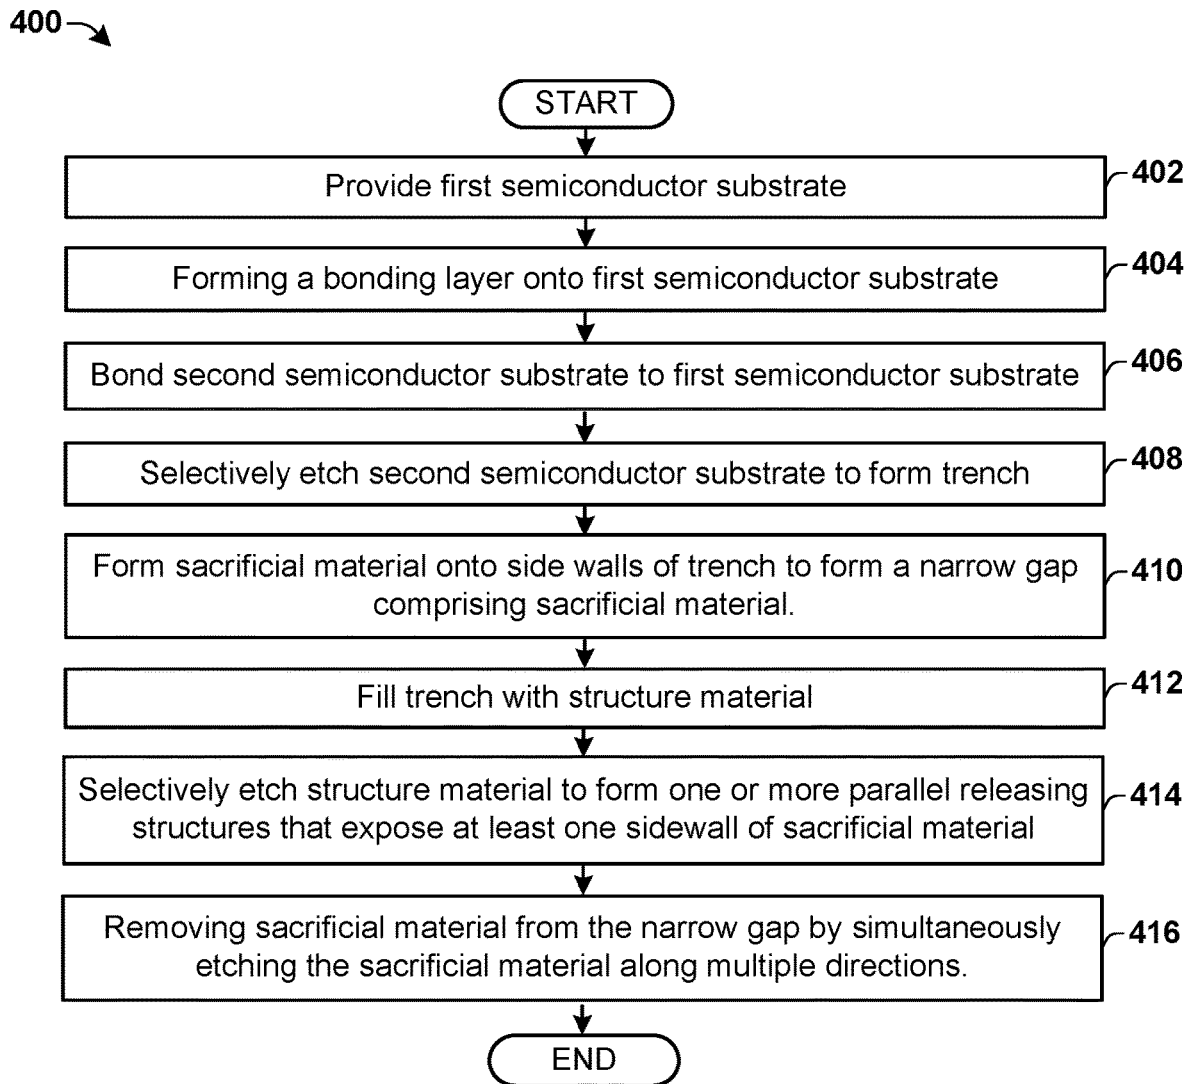 400
START
Provide first semiconductor substrate
402
Forming a bonding layer onto first semiconductor substrate
404
Bond second semiconductor substrate to first semiconductor substrate
406
Selectively etch second semiconductor substrate to form trench
408
Form sacrificial material onto side walls of trench to form a narrow gap
comprising sacrificial material.
410
Fill trench with structure material
412
Selectively etch structure material to form one or more parallel releasing
structures that expose at least one sidewall of sacrificial material
414
Removing sacrificial material from the narrow gap by simultaneously
etching the sacrificial material along multiple directions.
416
END